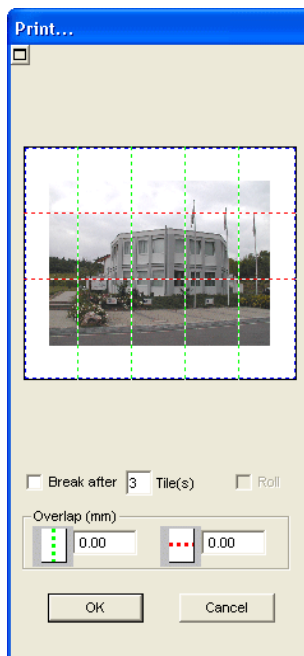 Print...
Break after 3 Tile(s) Roll
Overlap (mm)
0.00 0.00
OK Cancel